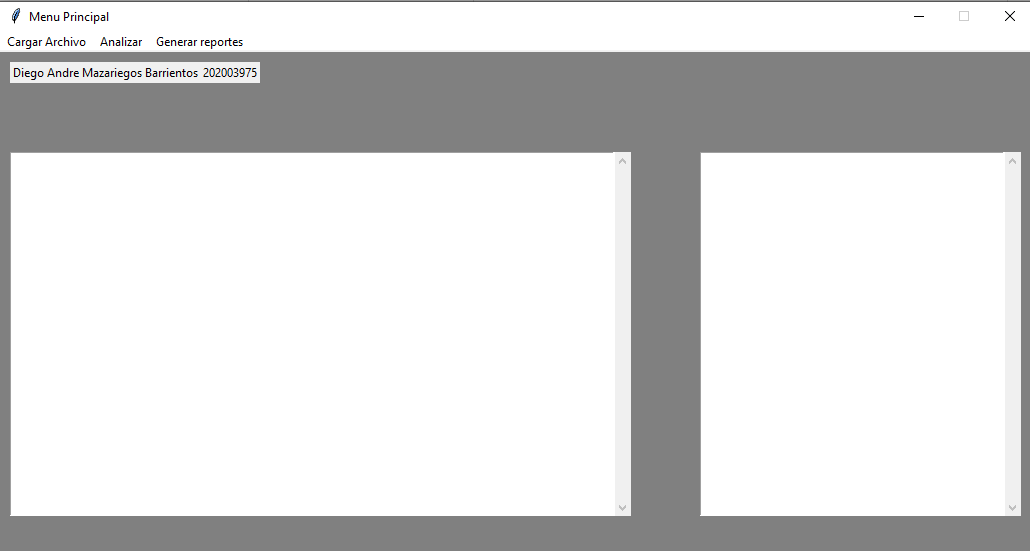 Menu Principal
Cargar Archivo Analizar Generar reportes
Diego Andre Mazariegos Barrientos 202003975